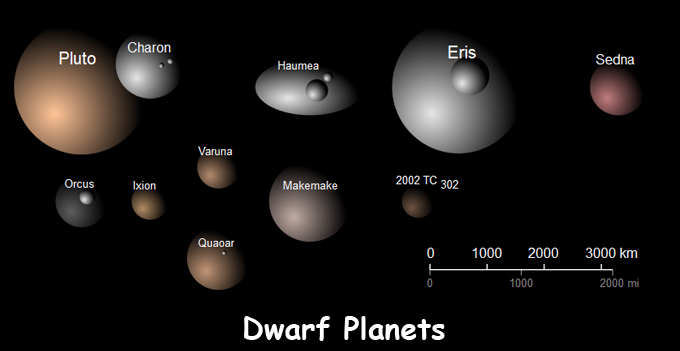 Pluto
Charon
Haumea
Eris
Sedna
Varuna
Orcus
Ixion
Makemake
2002 TC 302
Quaoar
0 1000 2000 3000 km
0 1000 2000 mi
Dwarf Planets